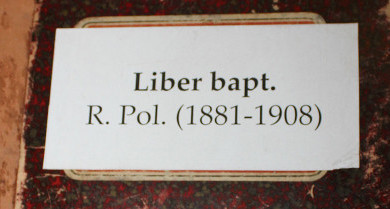 Liber bapt.
R. Pol. (1881-1908)